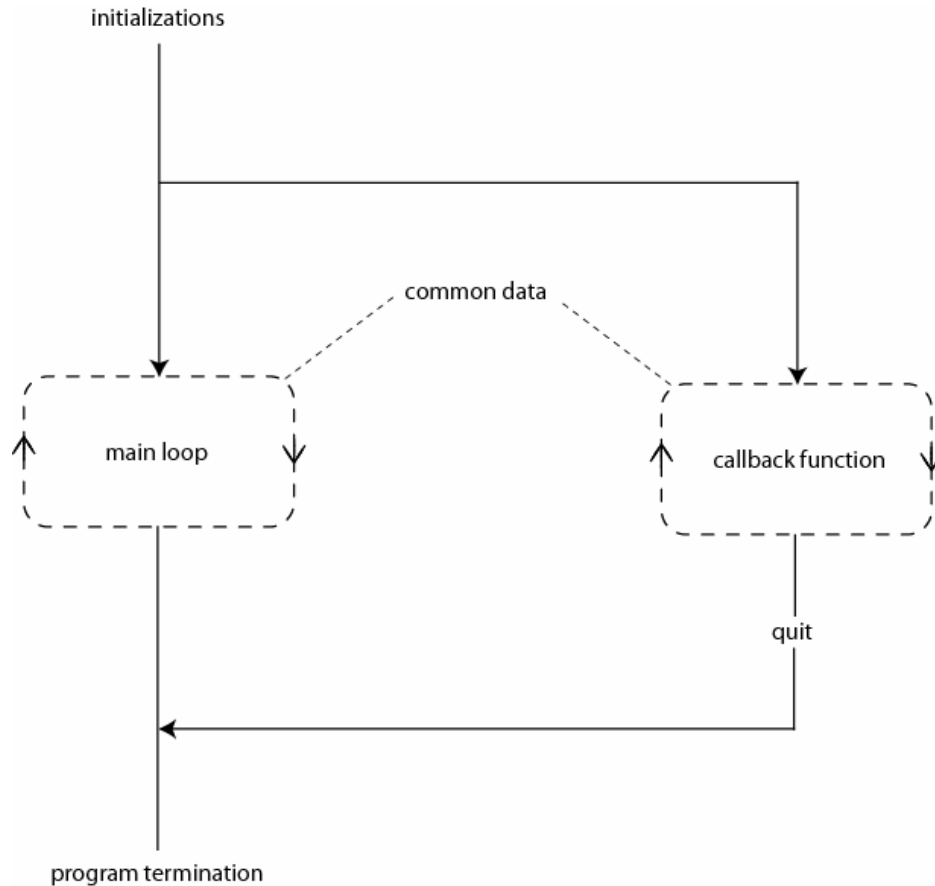 initializations
common data
main loop
callback function
quit
program termination